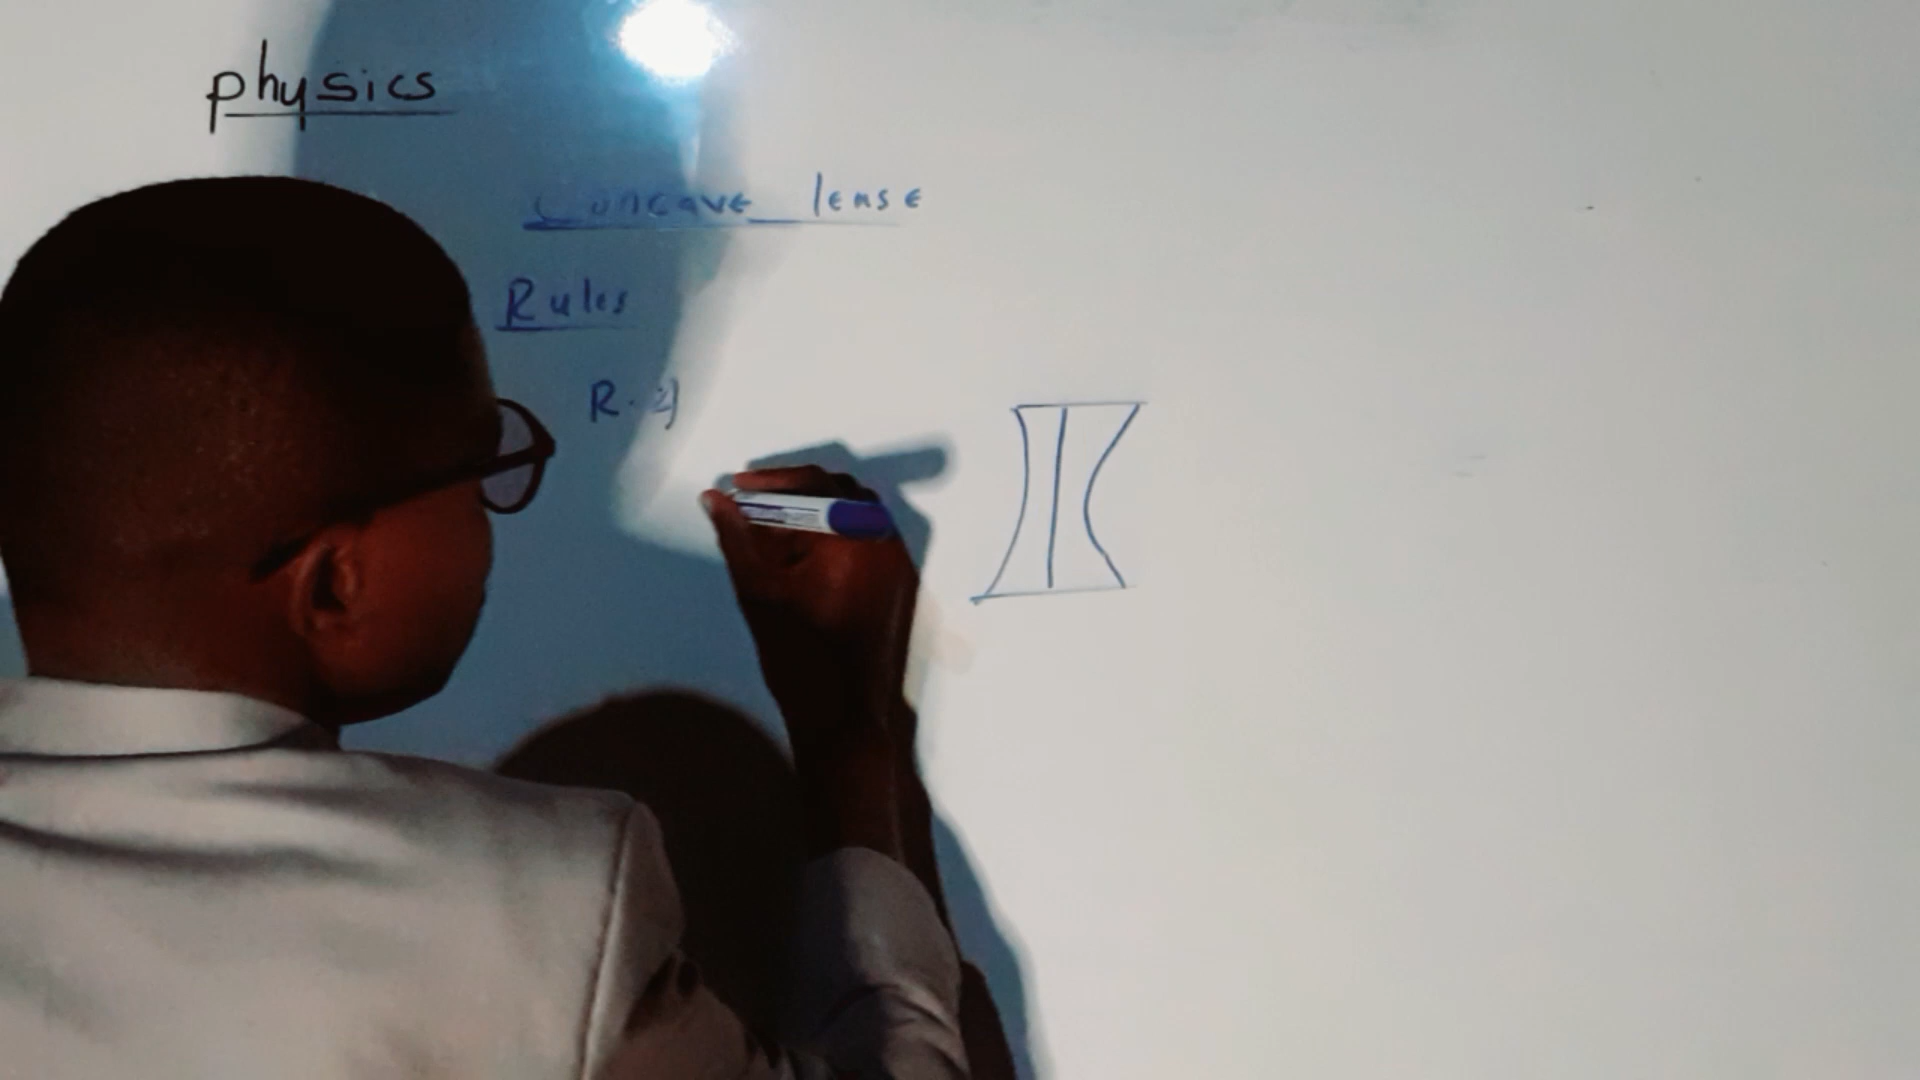 physics
Concave lense
Rules
R. 2)